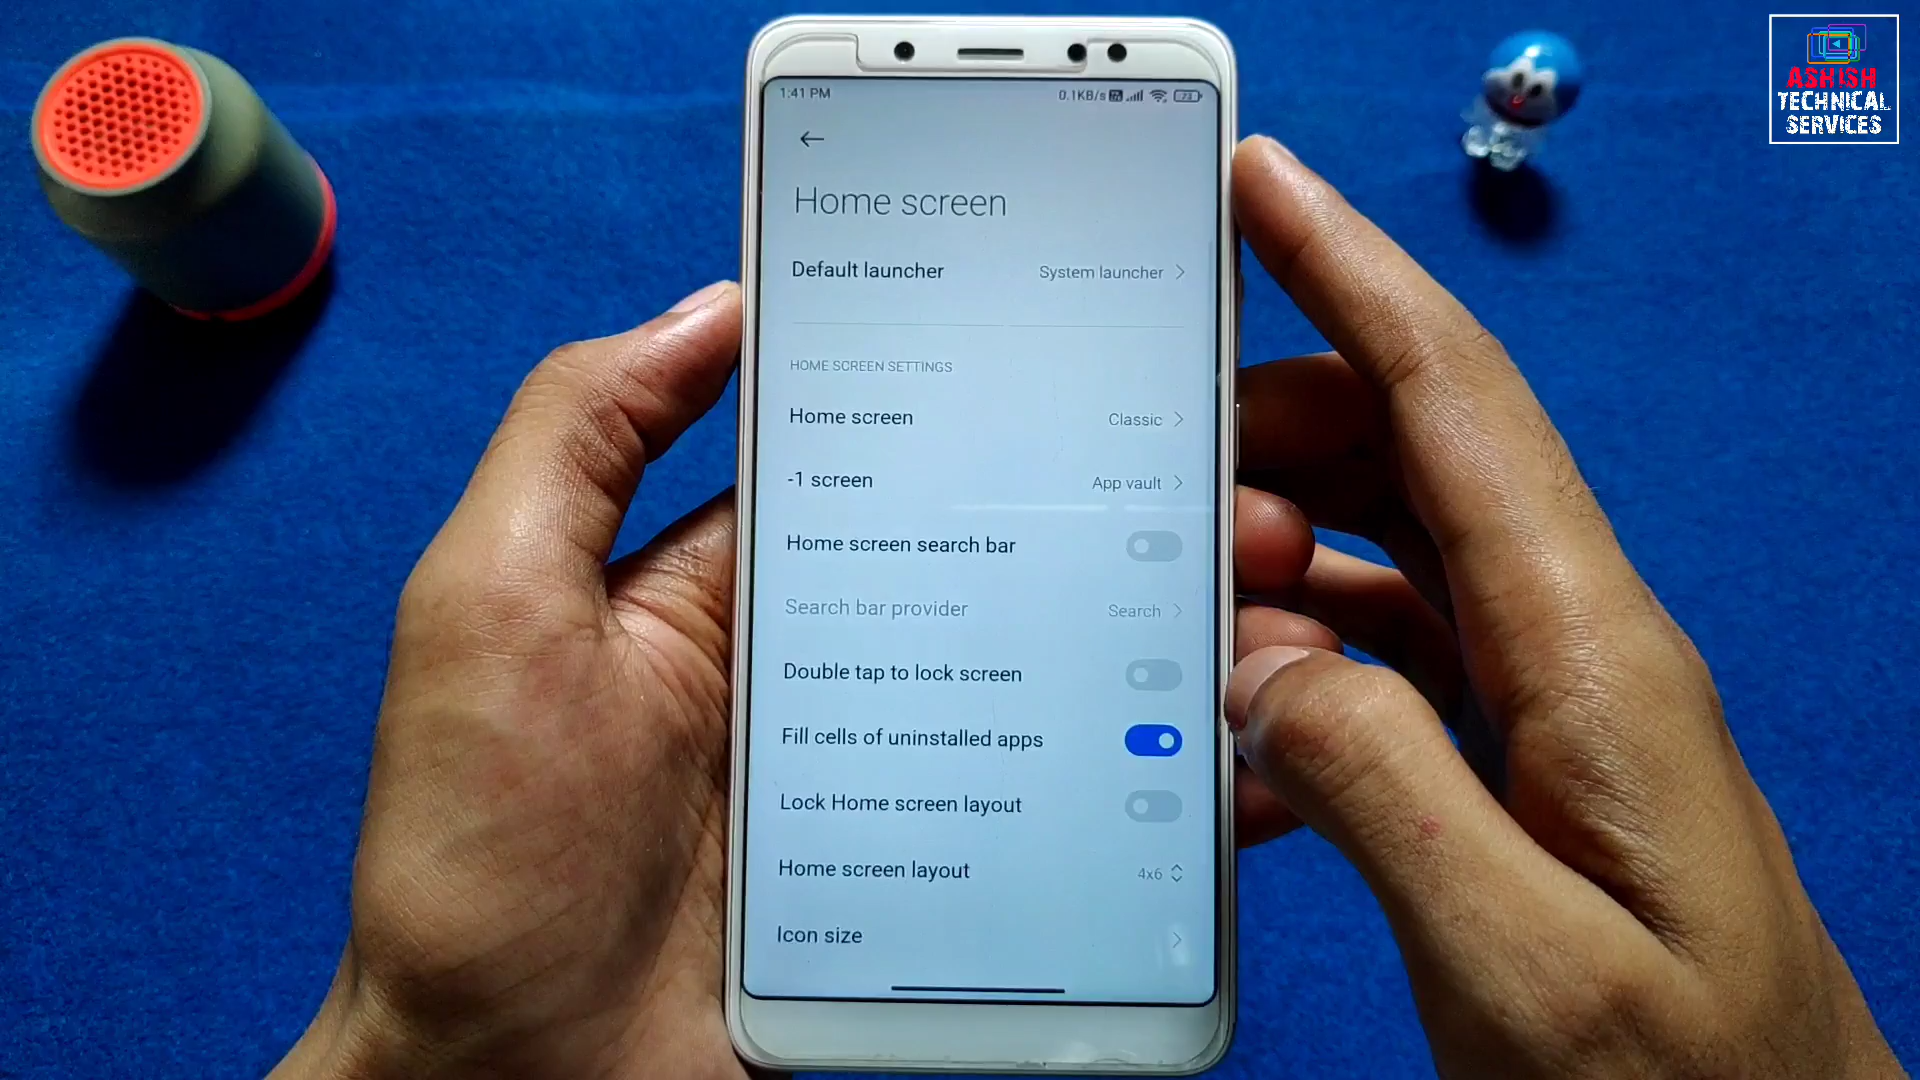 ASHISH
TECHNICAL
SERVICES
1:41 PM
0.1KB/s 73
Home screen
Default launcher System launcher
HOME SCREEN SETTINGS
Home screen Classic
-1 screen App vault
Home screen search bar
Search bar provider Search
Double tap to lock screen
Fill cells of uninstalled apps
Lock Home screen layout
Home screen layout 4x6
Icon size